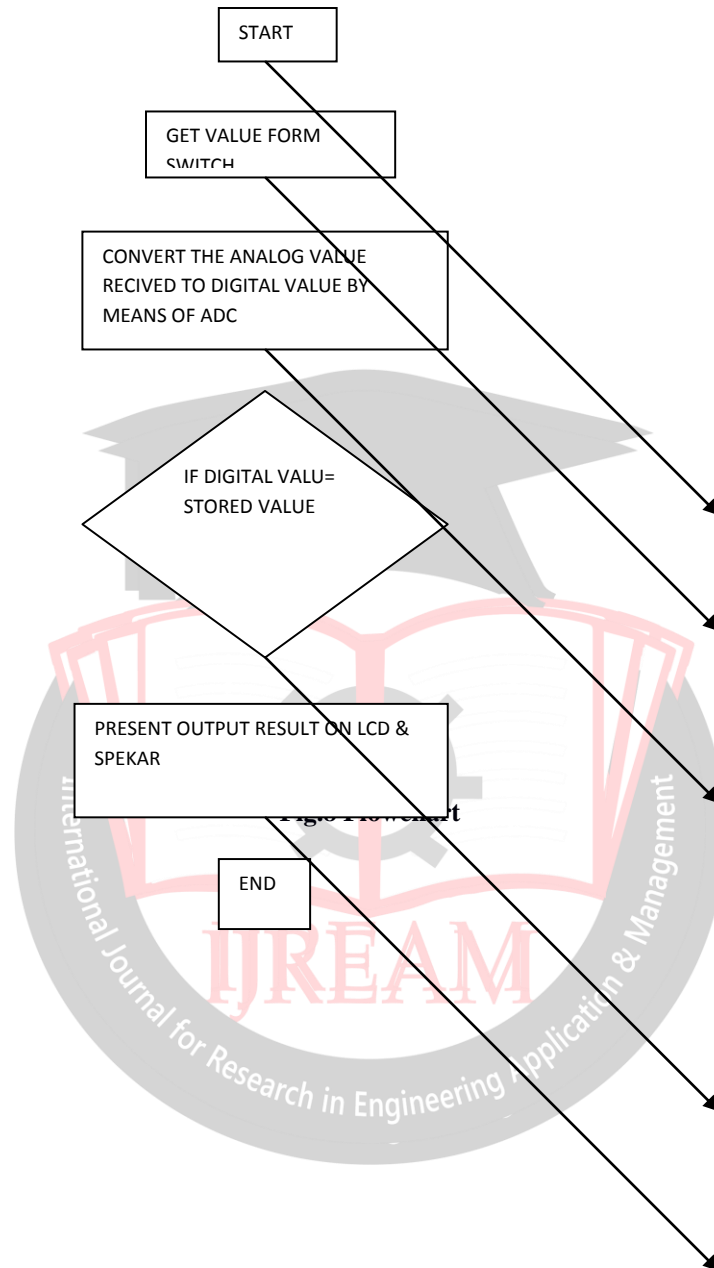 START
GET VALUE FORM
SWITCH
CONVERT THE ANALOG VALUE
RECIVED TO DIGITAL VALUE BY
MEANS OF ADC
IF DIGITAL VALU=
STORED VALUE
PRESENT OUTPUT RESULT ON LCD &
SPEKAR
Flowchart
END
IJREAM
International Journal for Research in Engineering Application & Management